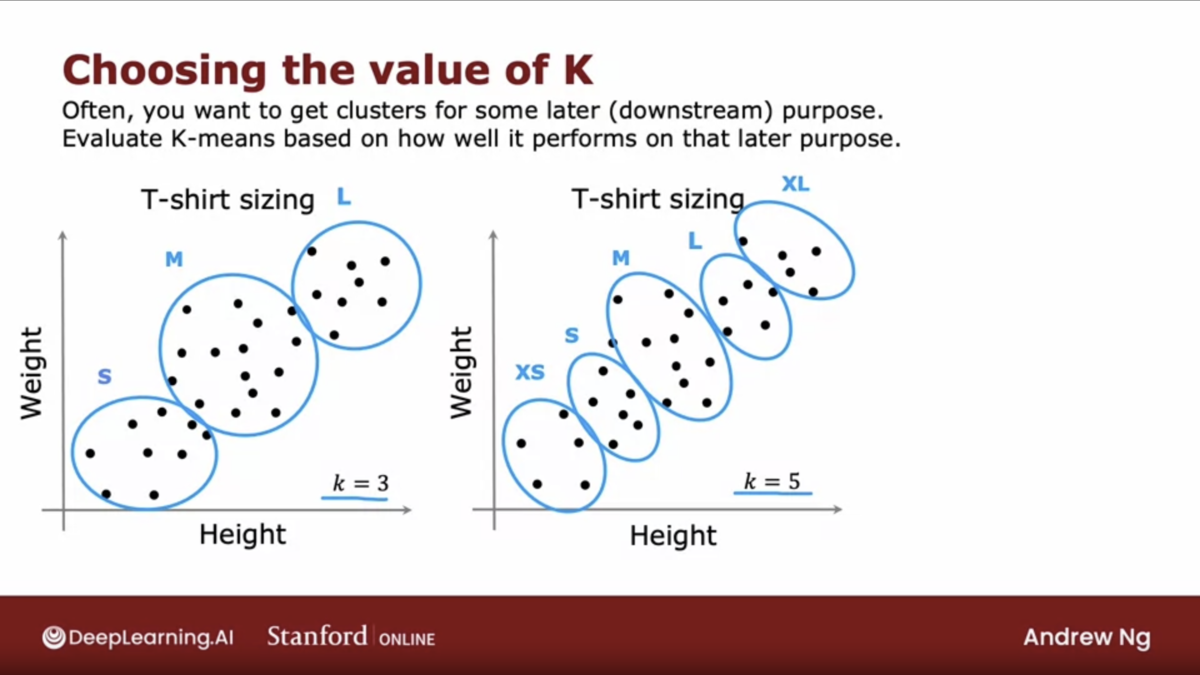 Choosing the value of K
Often, you want to get clusters for some later (downstream) purpose.
Evaluate K-means based on how well it performs on that later purpose.
T-shirt sizing
L
M
S
Weight
k = 3
Height
T-shirt sizing
XL
L
M
S
XS
Weight
k = 5
Height
DeepLearning.AI
Stanford ONLINE
Andrew Ng